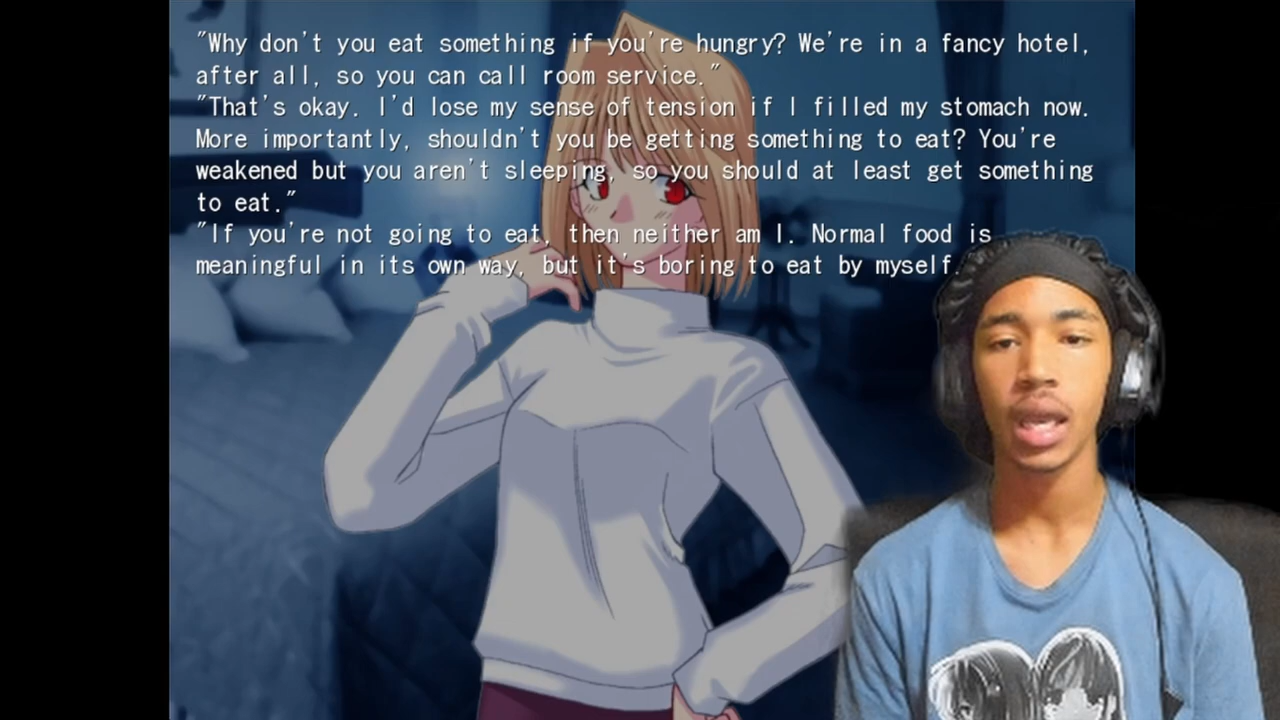 "Why don't you eat something if you're hungry? We're in a fancy hotel,
after all, so you can call room service."
"That's okay. I'd lose my sense of tension if I filled my stomach now.
More importantly, shouldn't you be getting something to eat? You're
weakened but you aren't sleeping, so you should at least get something
to eat."
"If you're not going to eat, then neither am I. Normal food is
meaningful in its own way, but it's boring to eat by myself.